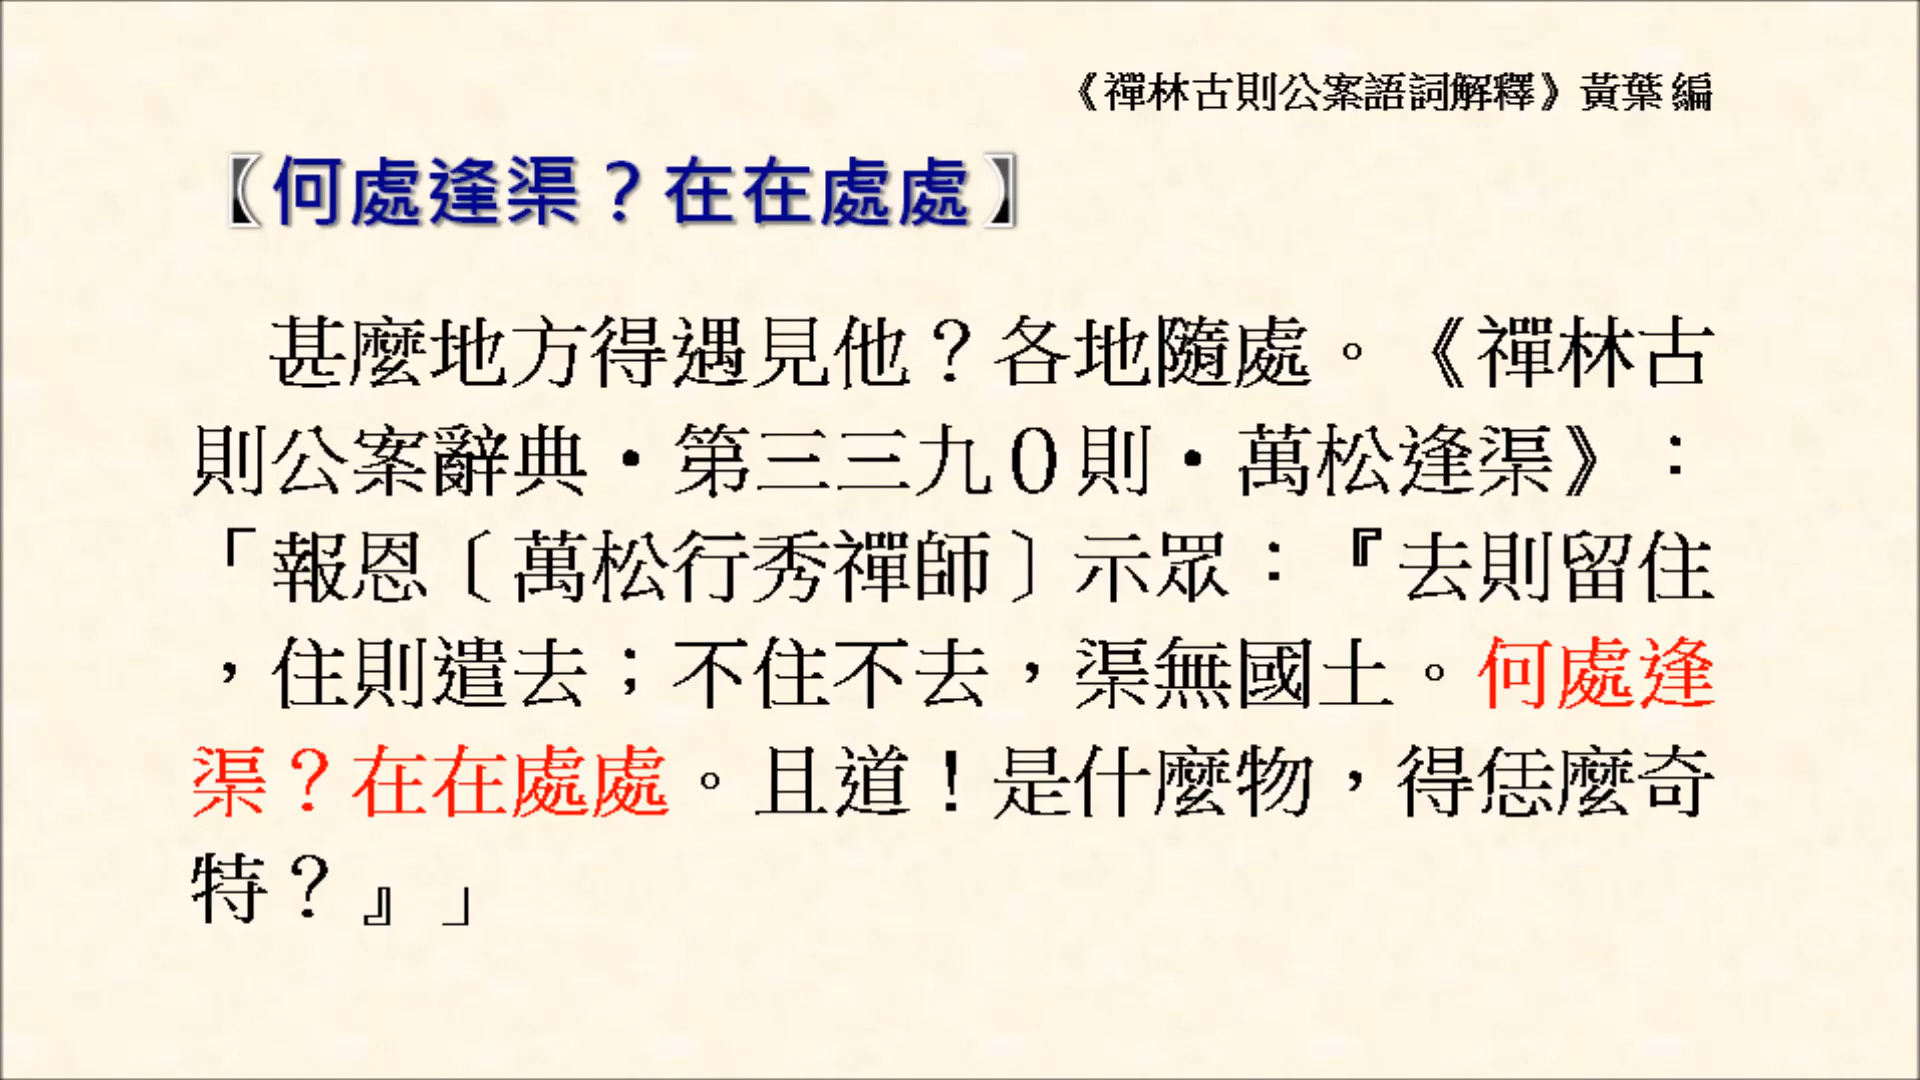 《禪林古則公案語詞解釋》黃葉編
【何處逢渠？在在處處】
甚麼地方得遇見他？各地隨處。《禪林古
則公案辭典・第三三九０則・萬松逢渠》：
「報恩〔萬松行秀禪師〕示眾：『去則留住
，住則遣去；不住不去，渠無國土。何處逢
渠？在在處處。且道！是什麼物，得恁麼奇
特？』」